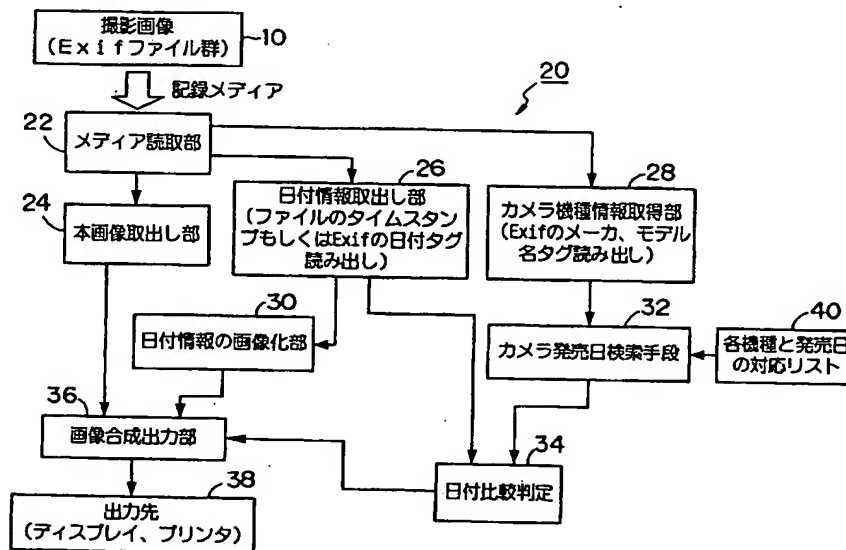 撮影画像
(Exifファイル群)
10
記録メディア
20
22
メディア読取部
26
28
24
本画像取出し部
日付情報取出し部
(ファイルのタイムスタン
プもしくはExifの日付タグ
読み出し)
カメラ機種情報取得部
(Exifのメーカ、モデル
名タグ読み出し)
30
日付情報の画像化部
32
カメラ発売日検索手段
40
各機種と発売日
の対応リスト
36
画像合成出力部
34
日付比較判定
38
出力先
(ディスプレイ、プリンタ)